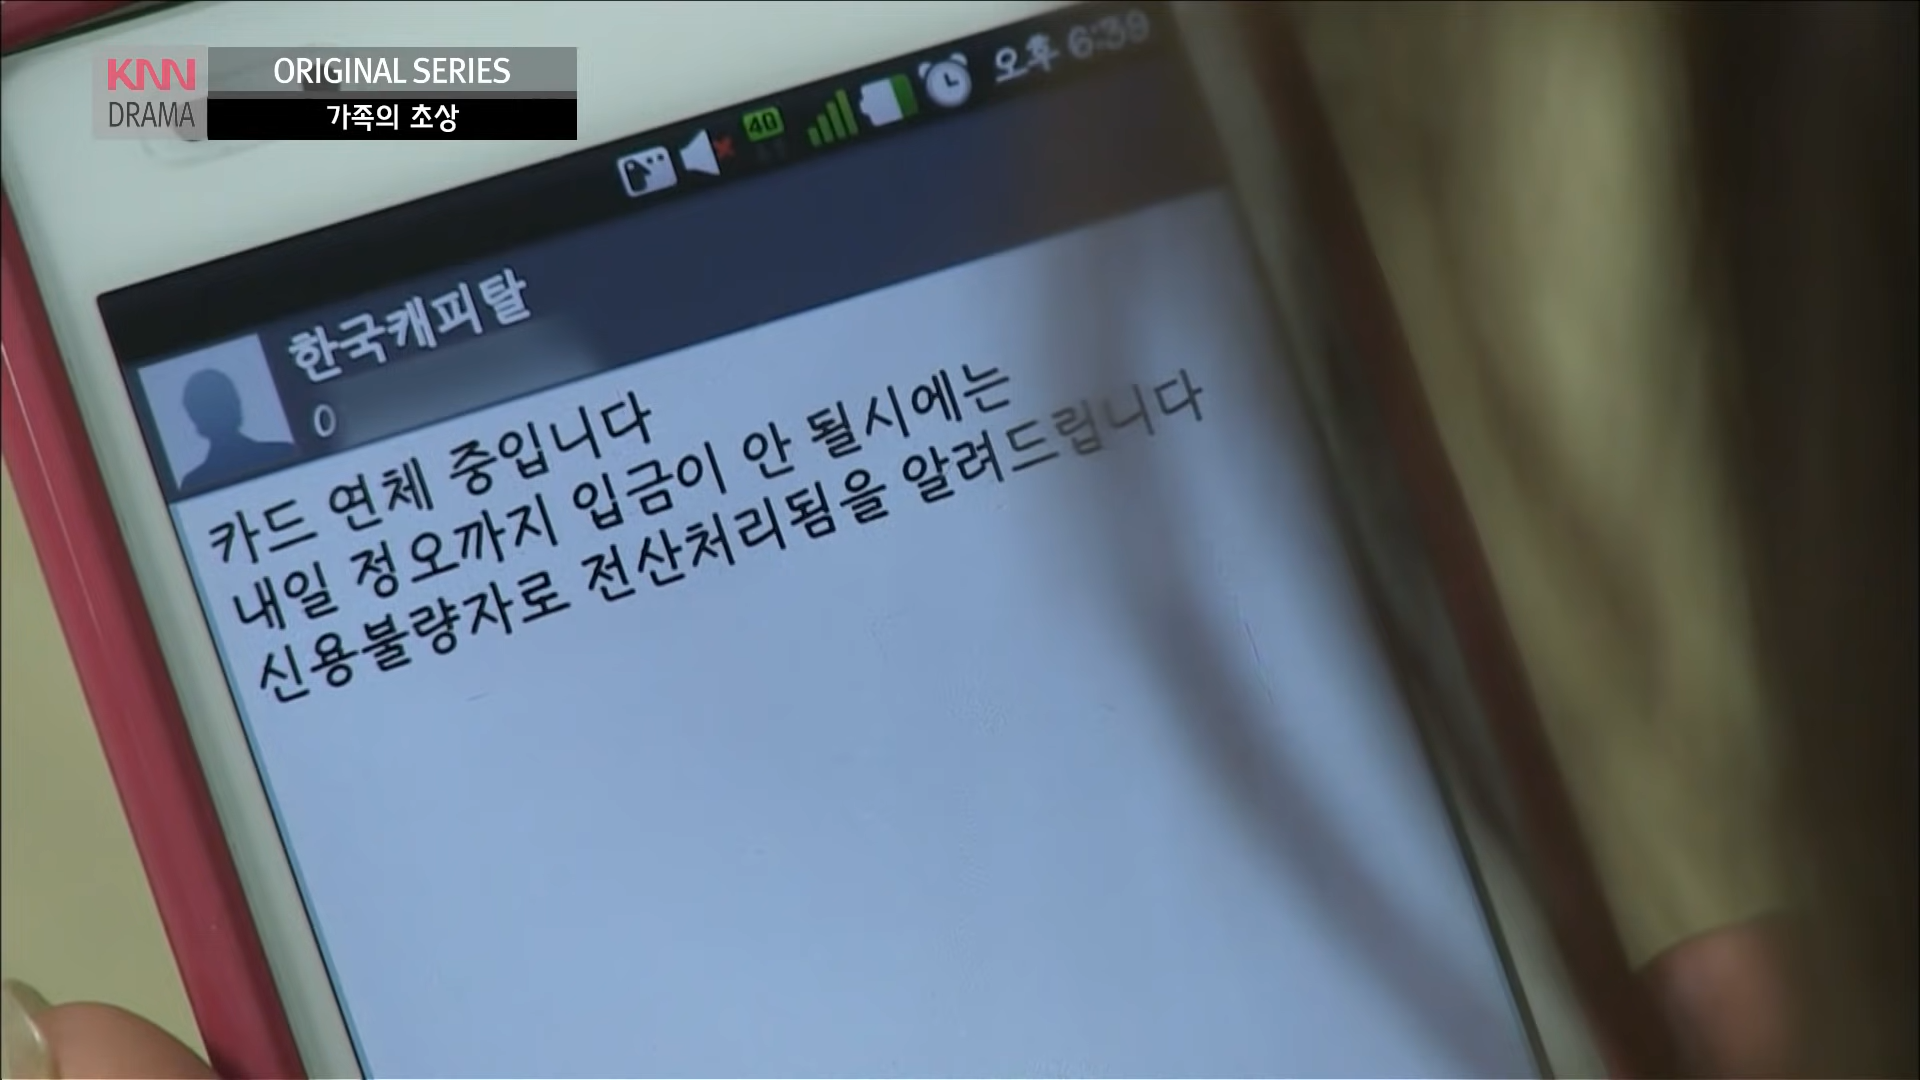 KNN
DRAMA
ORIGINAL SERIES
가족의 초상
4G
오후 6:39
한국캐피탈
0
카드 연체 중입니다
내일 정오까지 입금이 안 될시에는
신용불량자로 전산처리됨을 알려드립니다